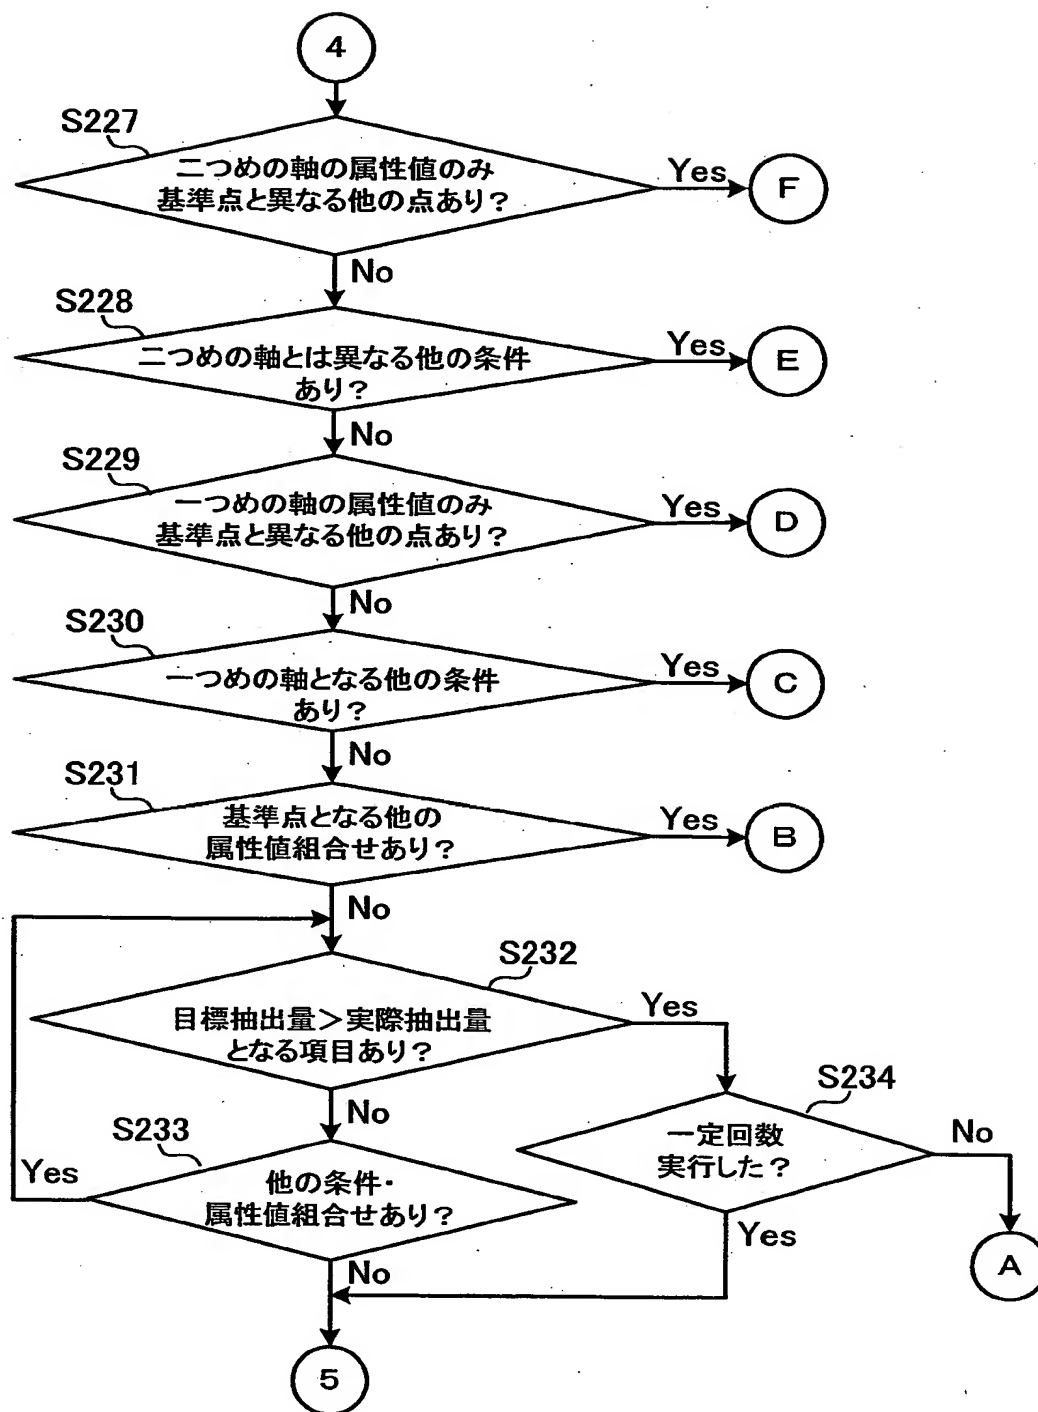 4
S227
二つめの軸の属性値のみ
基準点と異なる他の点あり?
Yes
F
No
S228
二つめの軸とは異なる他の条件
あり?
Yes
E
No
S229
一つめの軸の属性値のみ
基準点と異なる他の点あり?
Yes
D
No
S230
一つめの軸となる他の条件
あり?
Yes
C
No
S231
基準点となる他の
属性値組合せあり?
Yes
B
No
S232
目標抽出量>実際抽出量
となる項目あり?
Yes
No
S234
一定回数
実行した?
No
A
Yes
S233
他の条件・
属性値組合せあり?
Yes
No
5